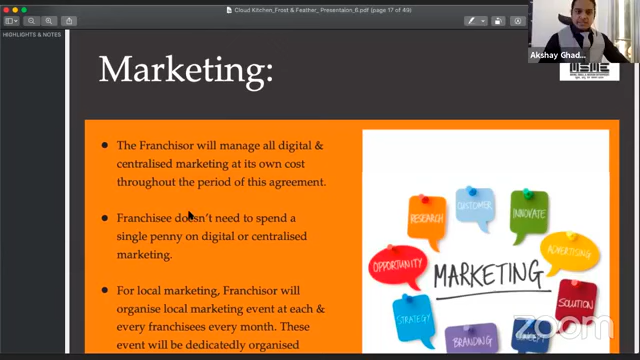 Cloud Kitchen_Frost & Feather_ Presentation_6.pdf (page 17 of 49)
HIGHLIGHTS & NOTES
Akshay Ghad...
Marketing:
The Franchisor will manage all digital &
centralised marketing at its own cost
throughout the period of this agreement.
Franchisee doesn't need to spend a
single penny on digital or centralised
marketing.
For local marketing, Franchisor will
organise local marketing event at each &
every franchisees every month. These
event will be dedicatedly organised
RESEARCH
CUSTOMER
INNOVATE
OPPORTUNITY
MARKETING
ADVERTISING
STRATEGY
SOLUTION
BRANDING
zoom